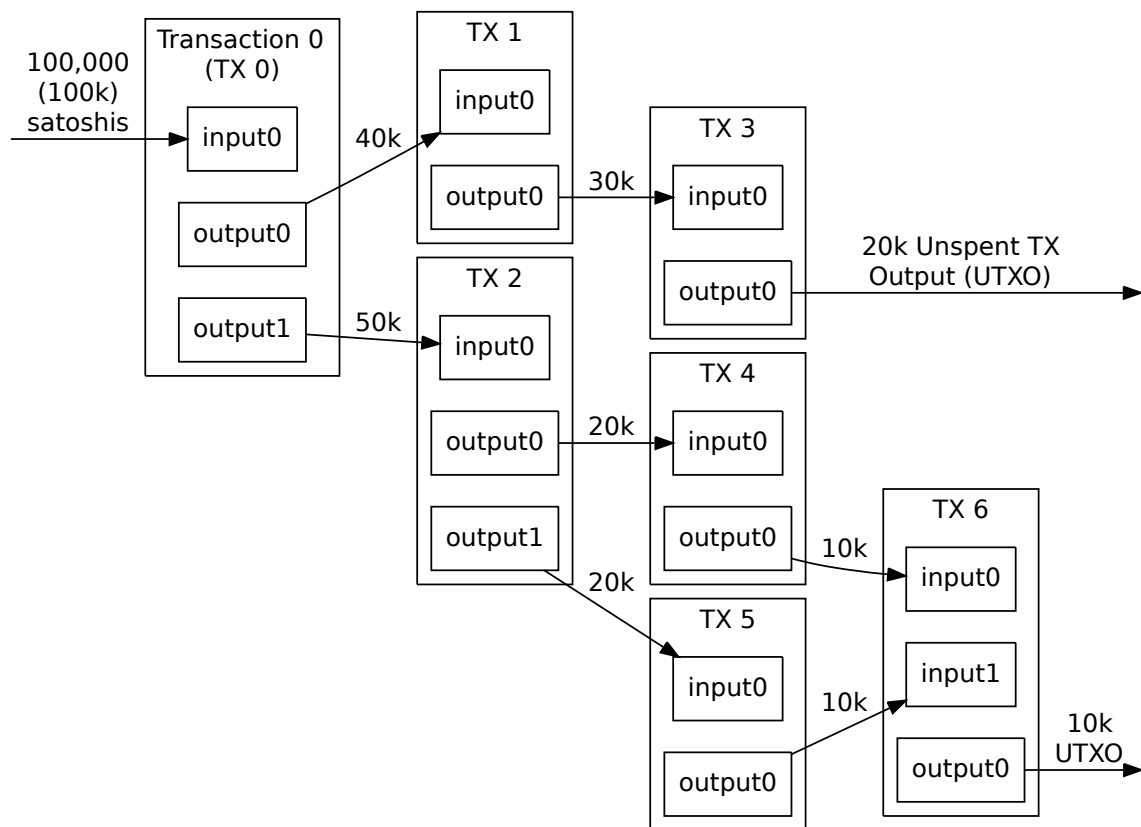 100,000
(100k)
satoshis
Transaction 0
(TX 0)
input0
output0
output1
40k
50k
TX 1
input0
output0
30k
TX 2
input0
output0
output1
20k
20k
TX 3
input0
output0
20k Unspent TX
Output (UTXO)
TX 4
input0
output0
10k
TX 5
input0
output0
10k
TX 6
input0
input1
output0
10k
UTXO